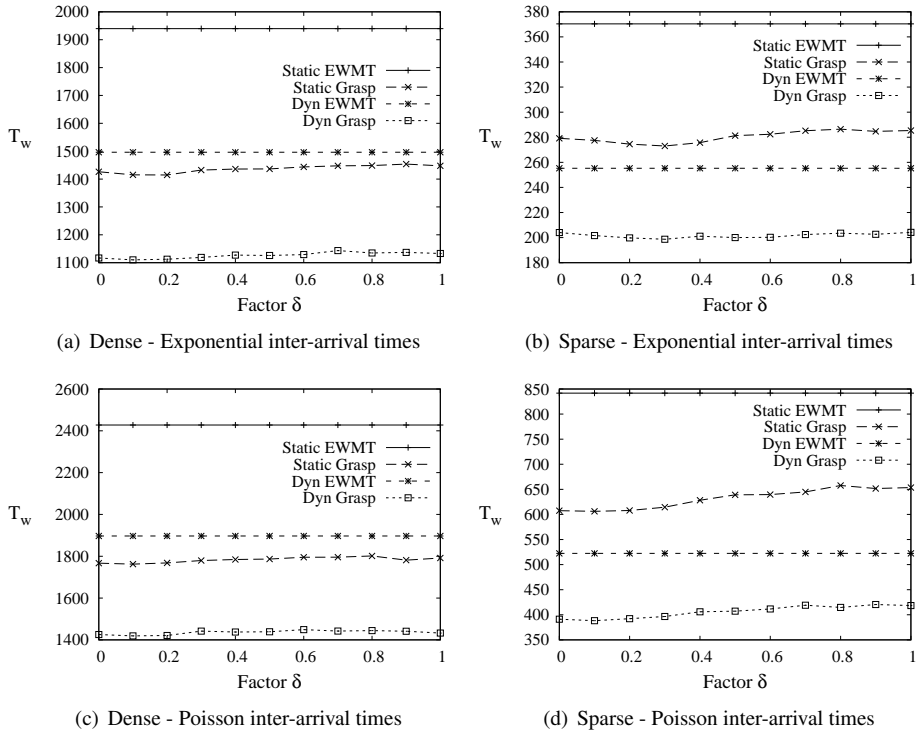 2000
1900
1800
1700
1600
1500
1400
1300
1200
1100
T_w
Static EWMT
Static Grasp
Dyn EWMT
Dyn Grasp
0 0.2 0.4 0.6 0.8 1
Factor δ
(a) Dense - Exponential inter-arrival times
380
360
340
320
300
280
260
240
220
200
180
T_w
Static EWMT
Static Grasp
Dyn EWMT
Dyn Grasp
0 0.2 0.4 0.6 0.8 1
Factor δ
(b) Sparse - Exponential inter-arrival times
2600
2400
2200
2000
1800
1600
1400
T_w
Static EWMT
Static Grasp
Dyn EWMT
Dyn Grasp
0 0.2 0.4 0.6 0.8 1
Factor δ
(c) Dense - Poisson inter-arrival times
850
800
750
700
650
600
550
500
450
400
350
T_w
Static EWMT
Static Grasp
Dyn EWMT
Dyn Grasp
0 0.2 0.4 0.6 0.8 1
Factor δ
(d) Sparse - Poisson inter-arrival times